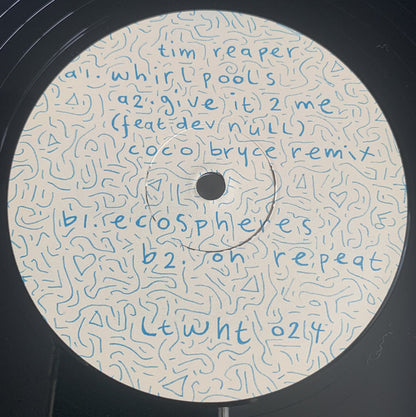 tim reaper
a1. whirlpools
a2. give it 2 me
(feat. dev null)
coco bryce remix
b1. ecospheres
b2. on repeat
Ltwht 024